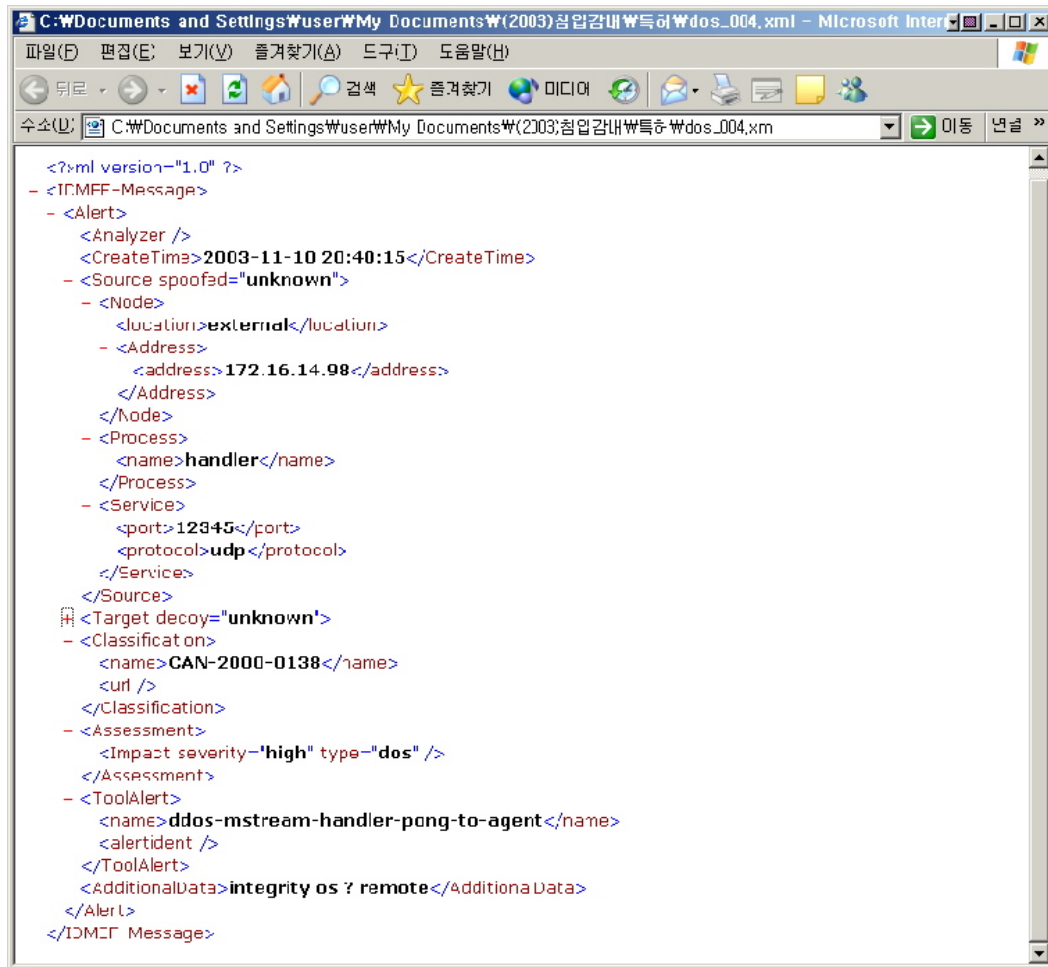 C:₩Documents and Settings₩user₩My Documents₩(2003)침입감내₩특허₩dos_004.xml - Microsoft Inter
파일(F) 편집(E) 보기(V) 즐겨찾기(A) 도구(T) 도움말(H)
뒤로 검색 즐겨찾기 미디어
주소(D) C:₩Documents and Settings₩user₩My Documents₩(2003)침입감내₩특허₩dos_004.xm 이동 연결 »
<?xml version="1.0" ?>
- <IDMEF-Message>
- <Alert>
<Analyzer />
<CreateTime>2003-11-10 20:40:15</CreateTime>
- <Source spoofed="unknown">
- <Node>
<location>external</location>
- <Address>
<address>172.16.14.98</address>
</Address>
</Node>
- <Process>
<name>handler</name>
</Process>
- <Service>
<port>12345</port>
<protocol>udp</protocol>
</Service>
</Source>
+ <Target decoy="unknown">
- <Classification>
<name>CAN-2000-0138</name>
<url />
</Classification>
- <Assessment>
<Impact severity="high" type="dos" />
</Assessment>
- <ToolAlert>
<name>ddos-mstream-handler-pong-to-agent</name>
<alertident />
</ToolAlert>
<AdditionalData>integrity os ? remote</AdditionalData>
</Alert>
</IDMEF-Message>